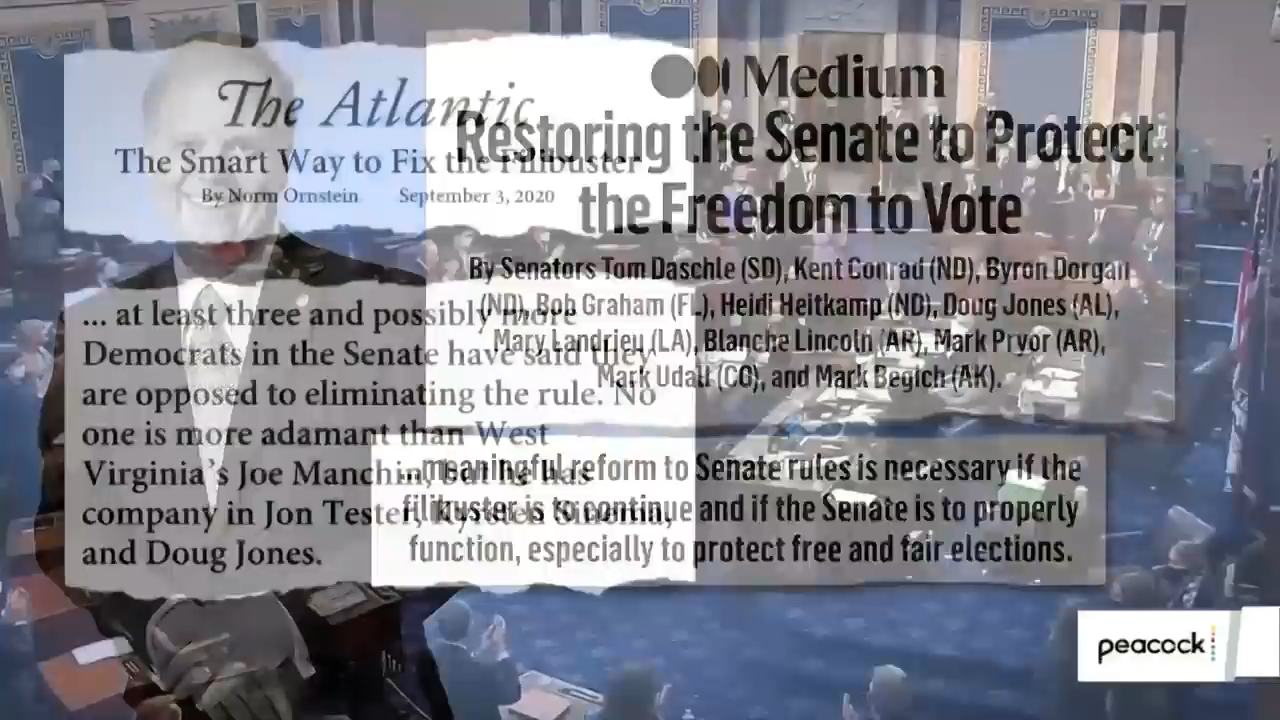 The Atlantic
The Smart Way to Fix the Filibuster
By Norm Ornstein September 3, 2020
... at least three and possibly more
Democrats in the Senate have said they
are opposed to eliminating the rule. No
one is more adamant than West
Virginia's Joe Manchin, but he has
company in Jon Tester, Kyrsten Sinema,
and Doug Jones.
Medium
Restoring the Senate to Protect
the Freedom to Vote
By Senators Tom Daschle (SD), Kent Conrad (ND), Byron Dorgan
(ND), Bob Graham (FL), Heidi Heitkamp (ND), Doug Jones (AL),
Mary Landrieu (LA), Blanche Lincoln (AR), Mark Pryor (AR),
Mark Udall (CO), and Mark Begich (AK).
...meaningful reform to Senate rules is necessary if the
filibuster is to continue and if the Senate is to properly
function, especially to protect free and fair elections.
peacock